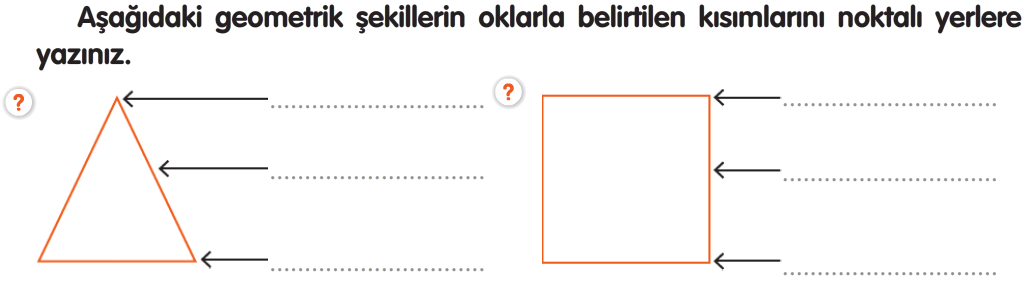 Aşağıdaki geometrik şekillerin oklarla belirtilen kısımlarını noktalı yerlere
yazınız.
? ?